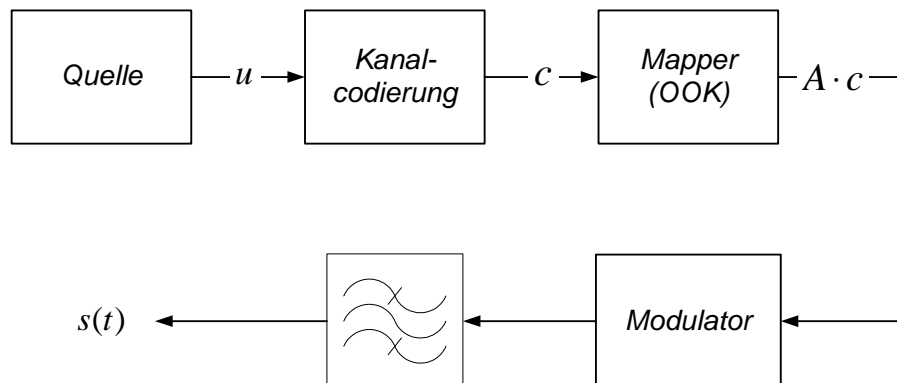 Quelle
u
Kanal-
codierung
c
Mapper
(OOK)
A · c
s(t)
Modulator